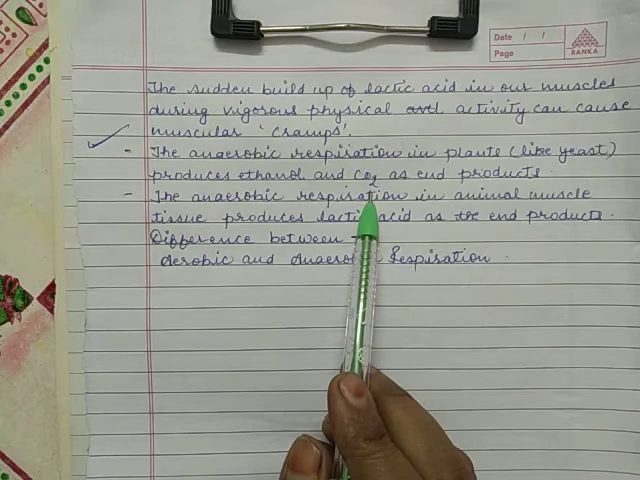 Date / /
Page
RANKA
The sudden build up of lactic acid in our muscles
during vigorous physical activity can cause
muscular 'cramps'.
- The anaerobic respiration in plants (like yeast)
produces ethanol and CO2 as end products.
- The anaerobic respiration in animal muscle
tissue produces lactic acid as the end products.
Difference between -
Aerobic and Anaerobic Respiration.